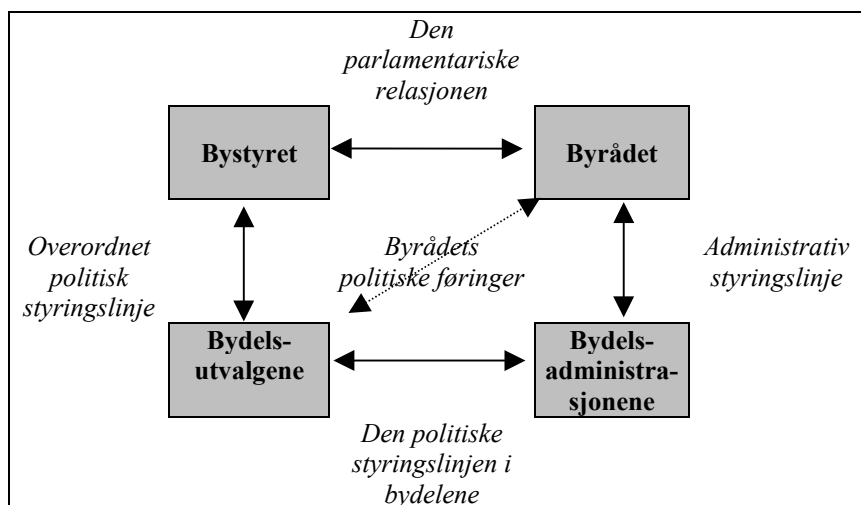 Den
parlamentariske
relasjonen
Bystyret
Byrådet
Overordnet
politisk
styringslinje
Byrådets
politiske føringer
Administrativ
styringslinje
Bydels-
utvalgene
Bydels-
administra-
sjonene
Den politiske
styringslinjen i
bydelene